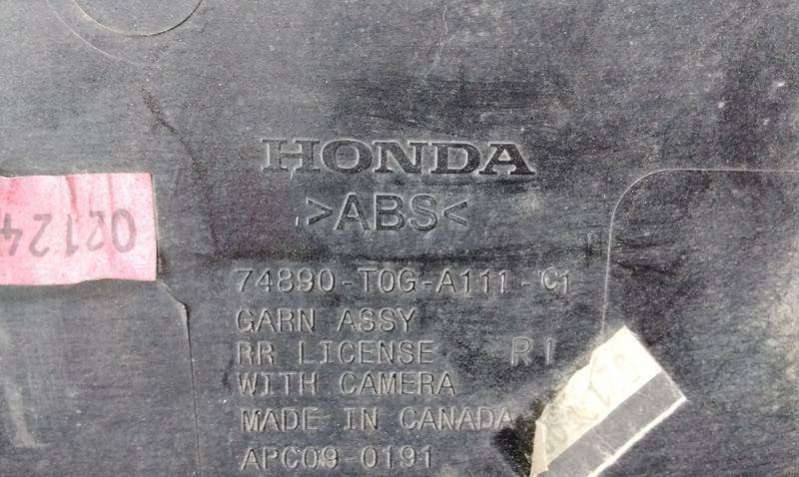 HONDA
>ABS<
02124
74890-T0G-A111-C1
GARN ASSY
RR LICENSE R1
WITH CAMERA
MADE IN CANADA
APC09-0191